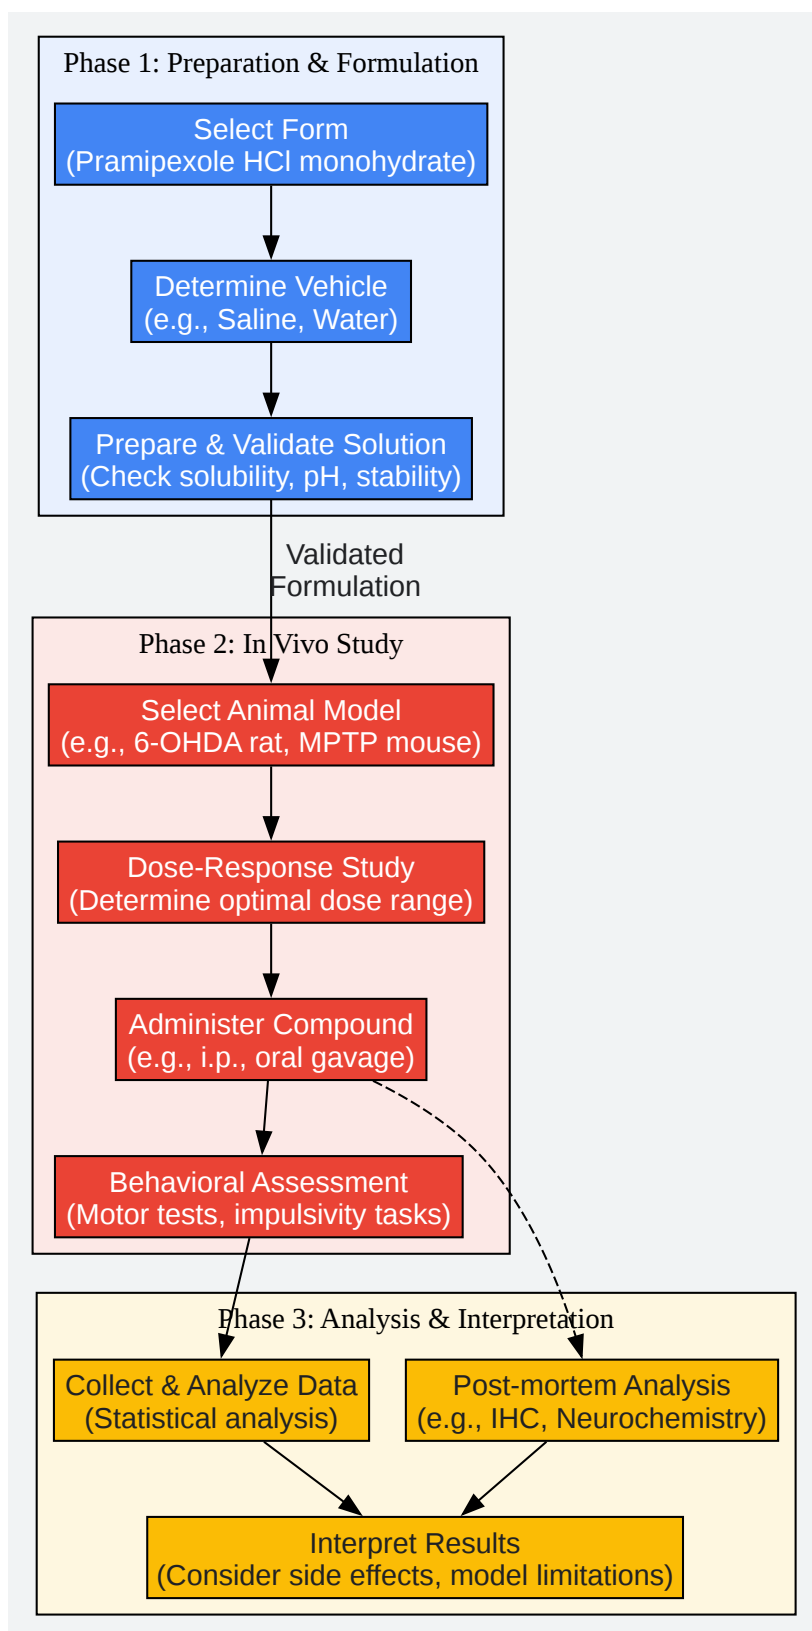 Phase 1: Preparation & Formulation
Select Form
(Pramipexole HCl monohydrate)
Determine Vehicle
(e.g., Saline, Water)
Prepare & Validate Solution
(Check solubility, pH, stability)
Validated
Formulation
Phase 2: In Vivo Study
Select Animal Model
(e.g., 6-OHDA rat, MPTP mouse)
Dose-Response Study
(Determine optimal dose range)
Administer Compound
(e.g., i.p., oral gavage)
Behavioral Assessment
(Motor tests, impulsivity tasks)
Phase 3: Analysis & Interpretation
Collect & Analyze Data
(Statistical analysis)
Post-mortem Analysis
(e.g., IHC, Neurochemistry)
Interpret Results
(Consider side effects, model limitations)